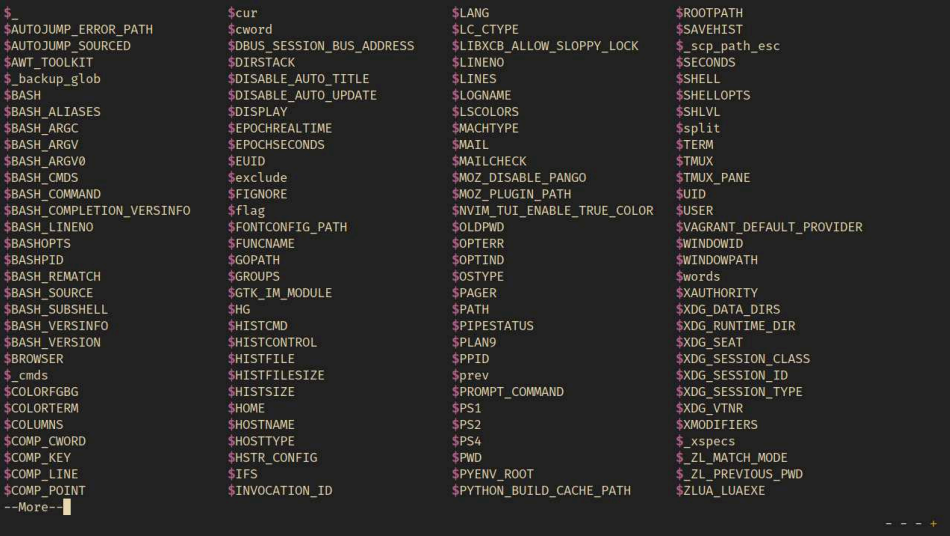 $_ $cur $LANG $ROOTPATH
$AUTOJUMP_ERROR_PATH $cword $LC_CTYPE $SAVEHIST
$AUTOJUMP_SOURCED $DBUS_SESSION_BUS_ADDRESS $LIBXCB_ALLOW_SLOPPY_LOCK $_scp_path_esc
$AWT_TOOLKIT $DIRSTACK $LINENO $SECONDS
$_backup_glob $DISABLE_AUTO_TITLE $LINES $SHELL
$BASH $DISABLE_AUTO_UPDATE $LOGNAME $SHELLOPTS
$BASH_ALIASES $DISPLAY $LSCOLORS $SHLVL
$BASH_ARGC $EPOCHREALTIME $MACHTYPE $split
$BASH_ARGV $EPOCHSECONDS $MAIL $TERM
$BASH_ARGV0 $EUID $MAILCHECK $TMUX
$BASH_CMDS $exclude $MOZ_DISABLE_PANGO $TMUX_PANE
$BASH_COMMAND $FIGNORE $MOZ_PLUGIN_PATH $UID
$BASH_COMPLETION_VERSINFO $flag $NVIM_TUI_ENABLE_TRUE_COLOR $USER
$BASH_LINENO $FONTCONFIG_PATH $OLDPWD $VAGRANT_DEFAULT_PROVIDER
$BASHOPTS $FUNCNAME $OPTERR $WINDOWID
$BASHPID $GOPATH $OPTIND $WINDOWPATH
$BASH_REMATCH $GROUPS $OSTYPE $words
$BASH_SOURCE $GTK_IM_MODULE $PAGER $XAUTHORITY
$BASH_SUBSHELL $HG $PATH $XDG_DATA_DIRS
$BASH_VERSINFO $HISTCMD $PIPESTATUS $XDG_RUNTIME_DIR
$BASH_VERSION $HISTCONTROL $PLAN9 $XDG_SEAT
$BROWSER $HISTFILE $PPID $XDG_SESSION_CLASS
$_cmds $HISTFILESIZE $prev $XDG_SESSION_ID
$COLORFGBG $HISTSIZE $PROMPT_COMMAND $XDG_SESSION_TYPE
$COLORTERM $HOME $PS1 $XDG_VTNR
$COLUMNS $HOSTNAME $PS2 $XMODIFIERS
$COMP_CWORD $HOSTTYPE $PS4 $_xspecs
$COMP_KEY $HSTR_CONFIG $PWD $_ZL_MATCH_MODE
$COMP_LINE $IFS $PYENV_ROOT $_ZL_PREVIOUS_PWD
$COMP_POINT $INVOCATION_ID $PYTHON_BUILD_CACHE_PATH $ZLUA_LUAEXE
--More--
- - - +